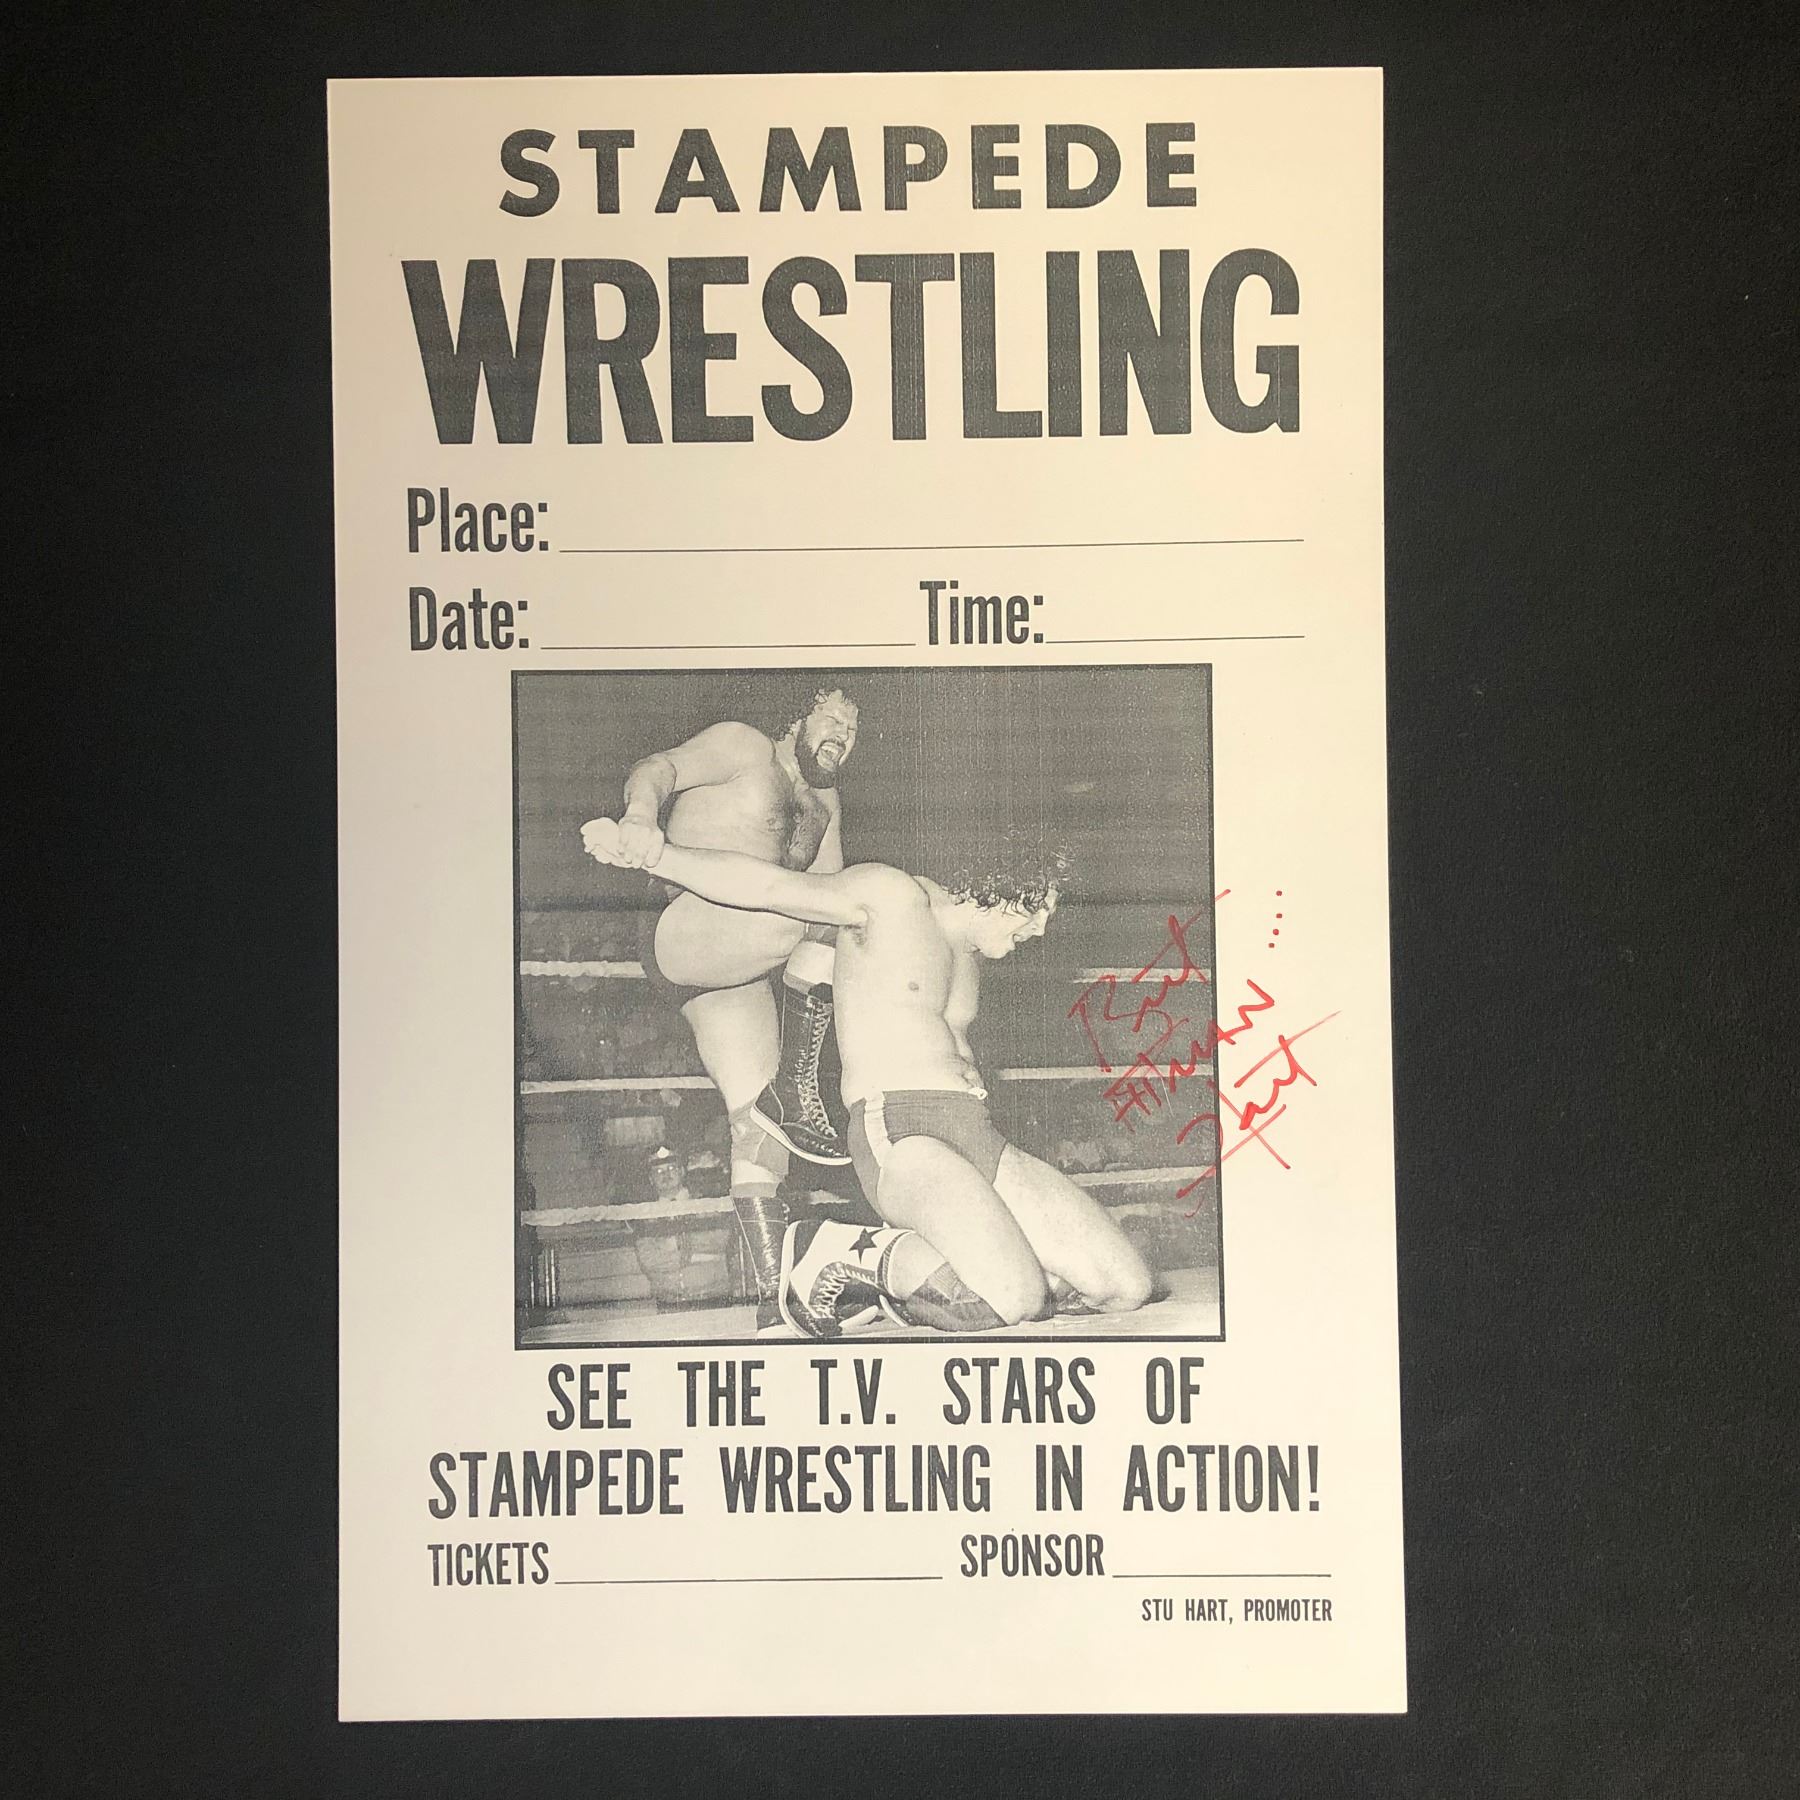 STAMPEDE
WRESTLING
Place:
Date: Time:
Bret
Hart
SEE THE T.V. STARS OF
STAMPEDE WRESTLING IN ACTION!
TICKETS SPONSOR
STU HART, PROMOTER